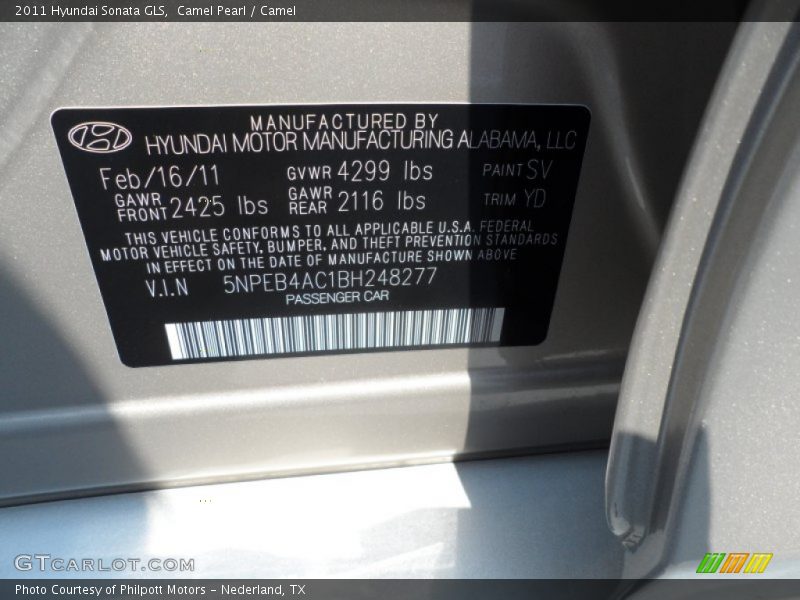 2011 Hyundai Sonata GLS, Camel Pearl / Camel
MANUFACTURED BY
HYUNDAI MOTOR MANUFACTURING ALABAMA, LLC
Feb/16/11 GVWR 4299 lbs PAINT SV
GAWR FRONT 2425 lbs GAWR REAR 2116 lbs TRIM YD
THIS VEHICLE CONFORMS TO ALL APPLICABLE U.S.A. FEDERAL
MOTOR VEHICLE SAFETY, BUMPER, AND THEFT PREVENTION STANDARDS
IN EFFECT ON THE DATE OF MANUFACTURE SHOWN ABOVE
V.I.N 5NPEB4AC1BH248277
PASSENGER CAR
GTCARLOT.COM
Photo Courtesy of Philpott Motors – Nederland, TX